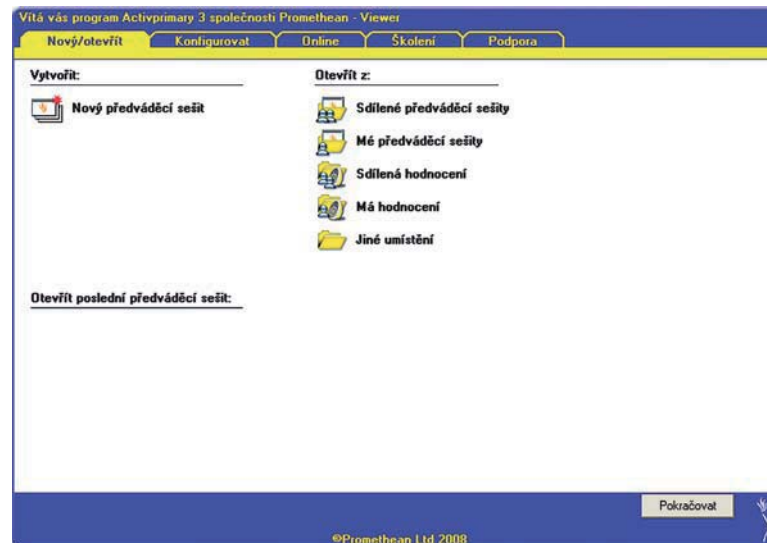 Vítá vás program Activprimary 3 společnosti Promethean - Viewer
Nový/otevřít Konfigurovat Online Školení Podpora
Vytvořit:
Nový předváděcí sešit
Otevřít z:
Sdílené předváděcí sešity
Mé předváděcí sešity
Sdílená hodnocení
Má hodnocení
Jiné umístění
Otevřít poslední předváděcí sešit:
Pokračovat
©Promethean Ltd 2008